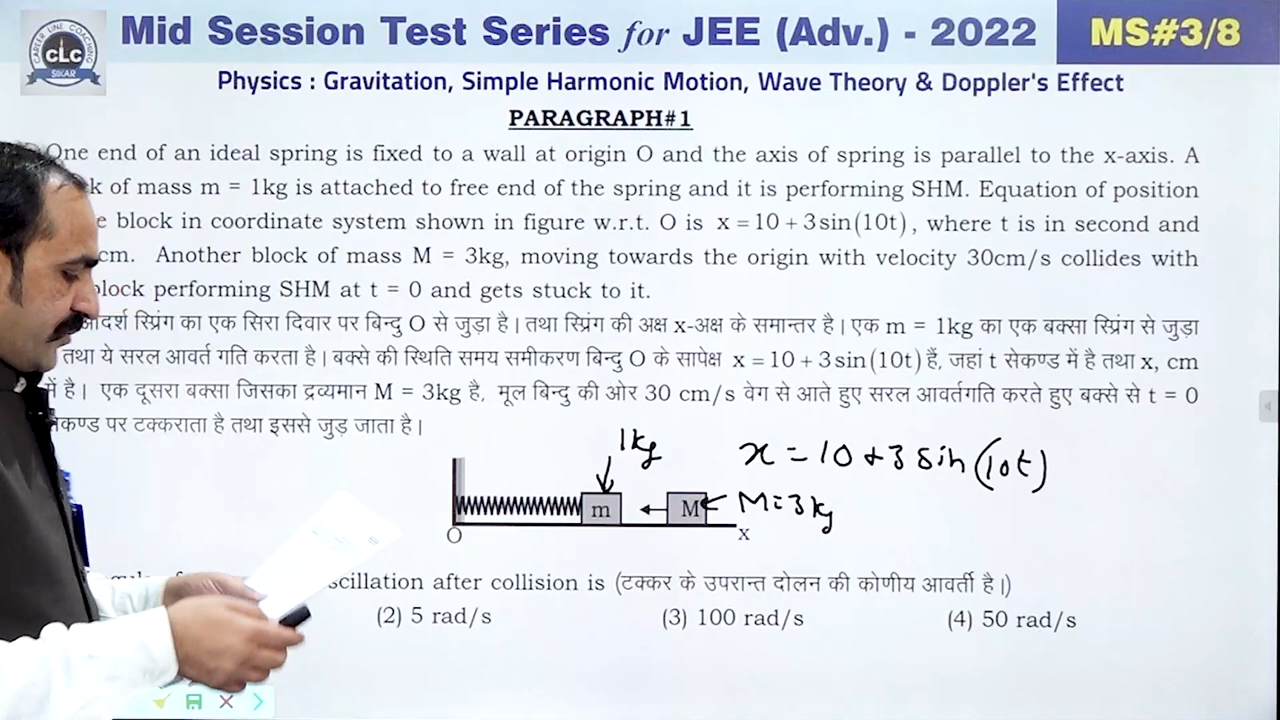 CAREER LINE COACHING
CLC
SIKAR
Mid Session Test Series for JEE (Adv.) - 2022
MS#3/8
Physics : Gravitation, Simple Harmonic Motion, Wave Theory & Doppler's Effect
PARAGRAPH#1
One end of an ideal spring is fixed to a wall at origin O and the axis of spring is parallel to the x-axis. A
of mass m = 1kg is attached to free end of the spring and it is performing SHM. Equation of position
block in coordinate system shown in figure w.r.t. O is x = 10 + 3 sin(10t), where t is in second and
cm. Another block of mass M = 3kg, moving towards the origin with velocity 30cm/s collides with
block performing SHM at t = 0 and gets stuck to it.
आदर्श स्प्रिंग का एक सिरा दिवार पर बिन्दु O से जुड़ा है। तथा स्प्रिंग की अक्ष x-अक्ष के समान्तर है। एक m = 1kg का एक बक्सा स्प्रिंग से जुड़ा
तथा ये सरल आवर्त गति करता है। बक्से की स्थिति समय समीकरण बिन्दु O के सापेक्ष x = 10 + 3 sin(10t) हैं, जहां t सेकण्ड में है तथा x, cm
में है। एक दूसरा बक्सा जिसका द्रव्यमान M = 3kg है, मूल बिन्दु की ओर 30 cm/s वेग से आते हुए सरल आवर्तगति करते हुए बक्से से t = 0
पर टक्कराता है तथा इससे जुड़ जाता है।
1kg
x = 10 + 3 sin (10t)
m M M = 3kg
O x
oscillation after collision is (टक्कर के उपरान्त दोलन की कोणीय आवर्ती है।)
(2) 5 rad/s (3) 100 rad/s (4) 50 rad/s